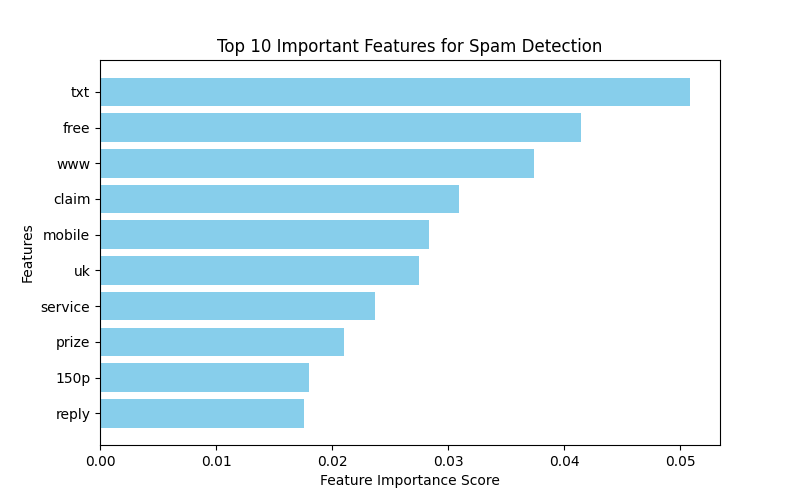 Top 10 Important Features for Spam Detection
Features
txt
free
www
claim
mobile
uk
service
prize
150p
reply
0.00 0.01 0.02 0.03 0.04 0.05
Feature Importance Score